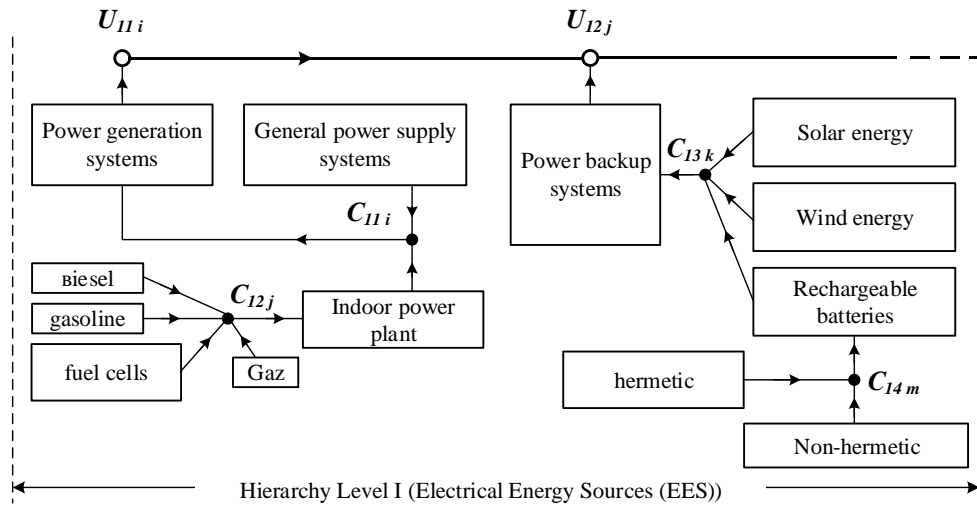 U11 i
U12 j
Power generation
systems
General power supply
systems
C11 i
Power backup
systems
C13 k
Solar energy
Wind energy
Rechargeable
batteries
вiesel
gasoline
fuel cells
Gaz
C12 j
Indoor power
plant
hermetic
C14 m
Non-hermetic
Hierarchy Level I (Electrical Energy Sources (EES))